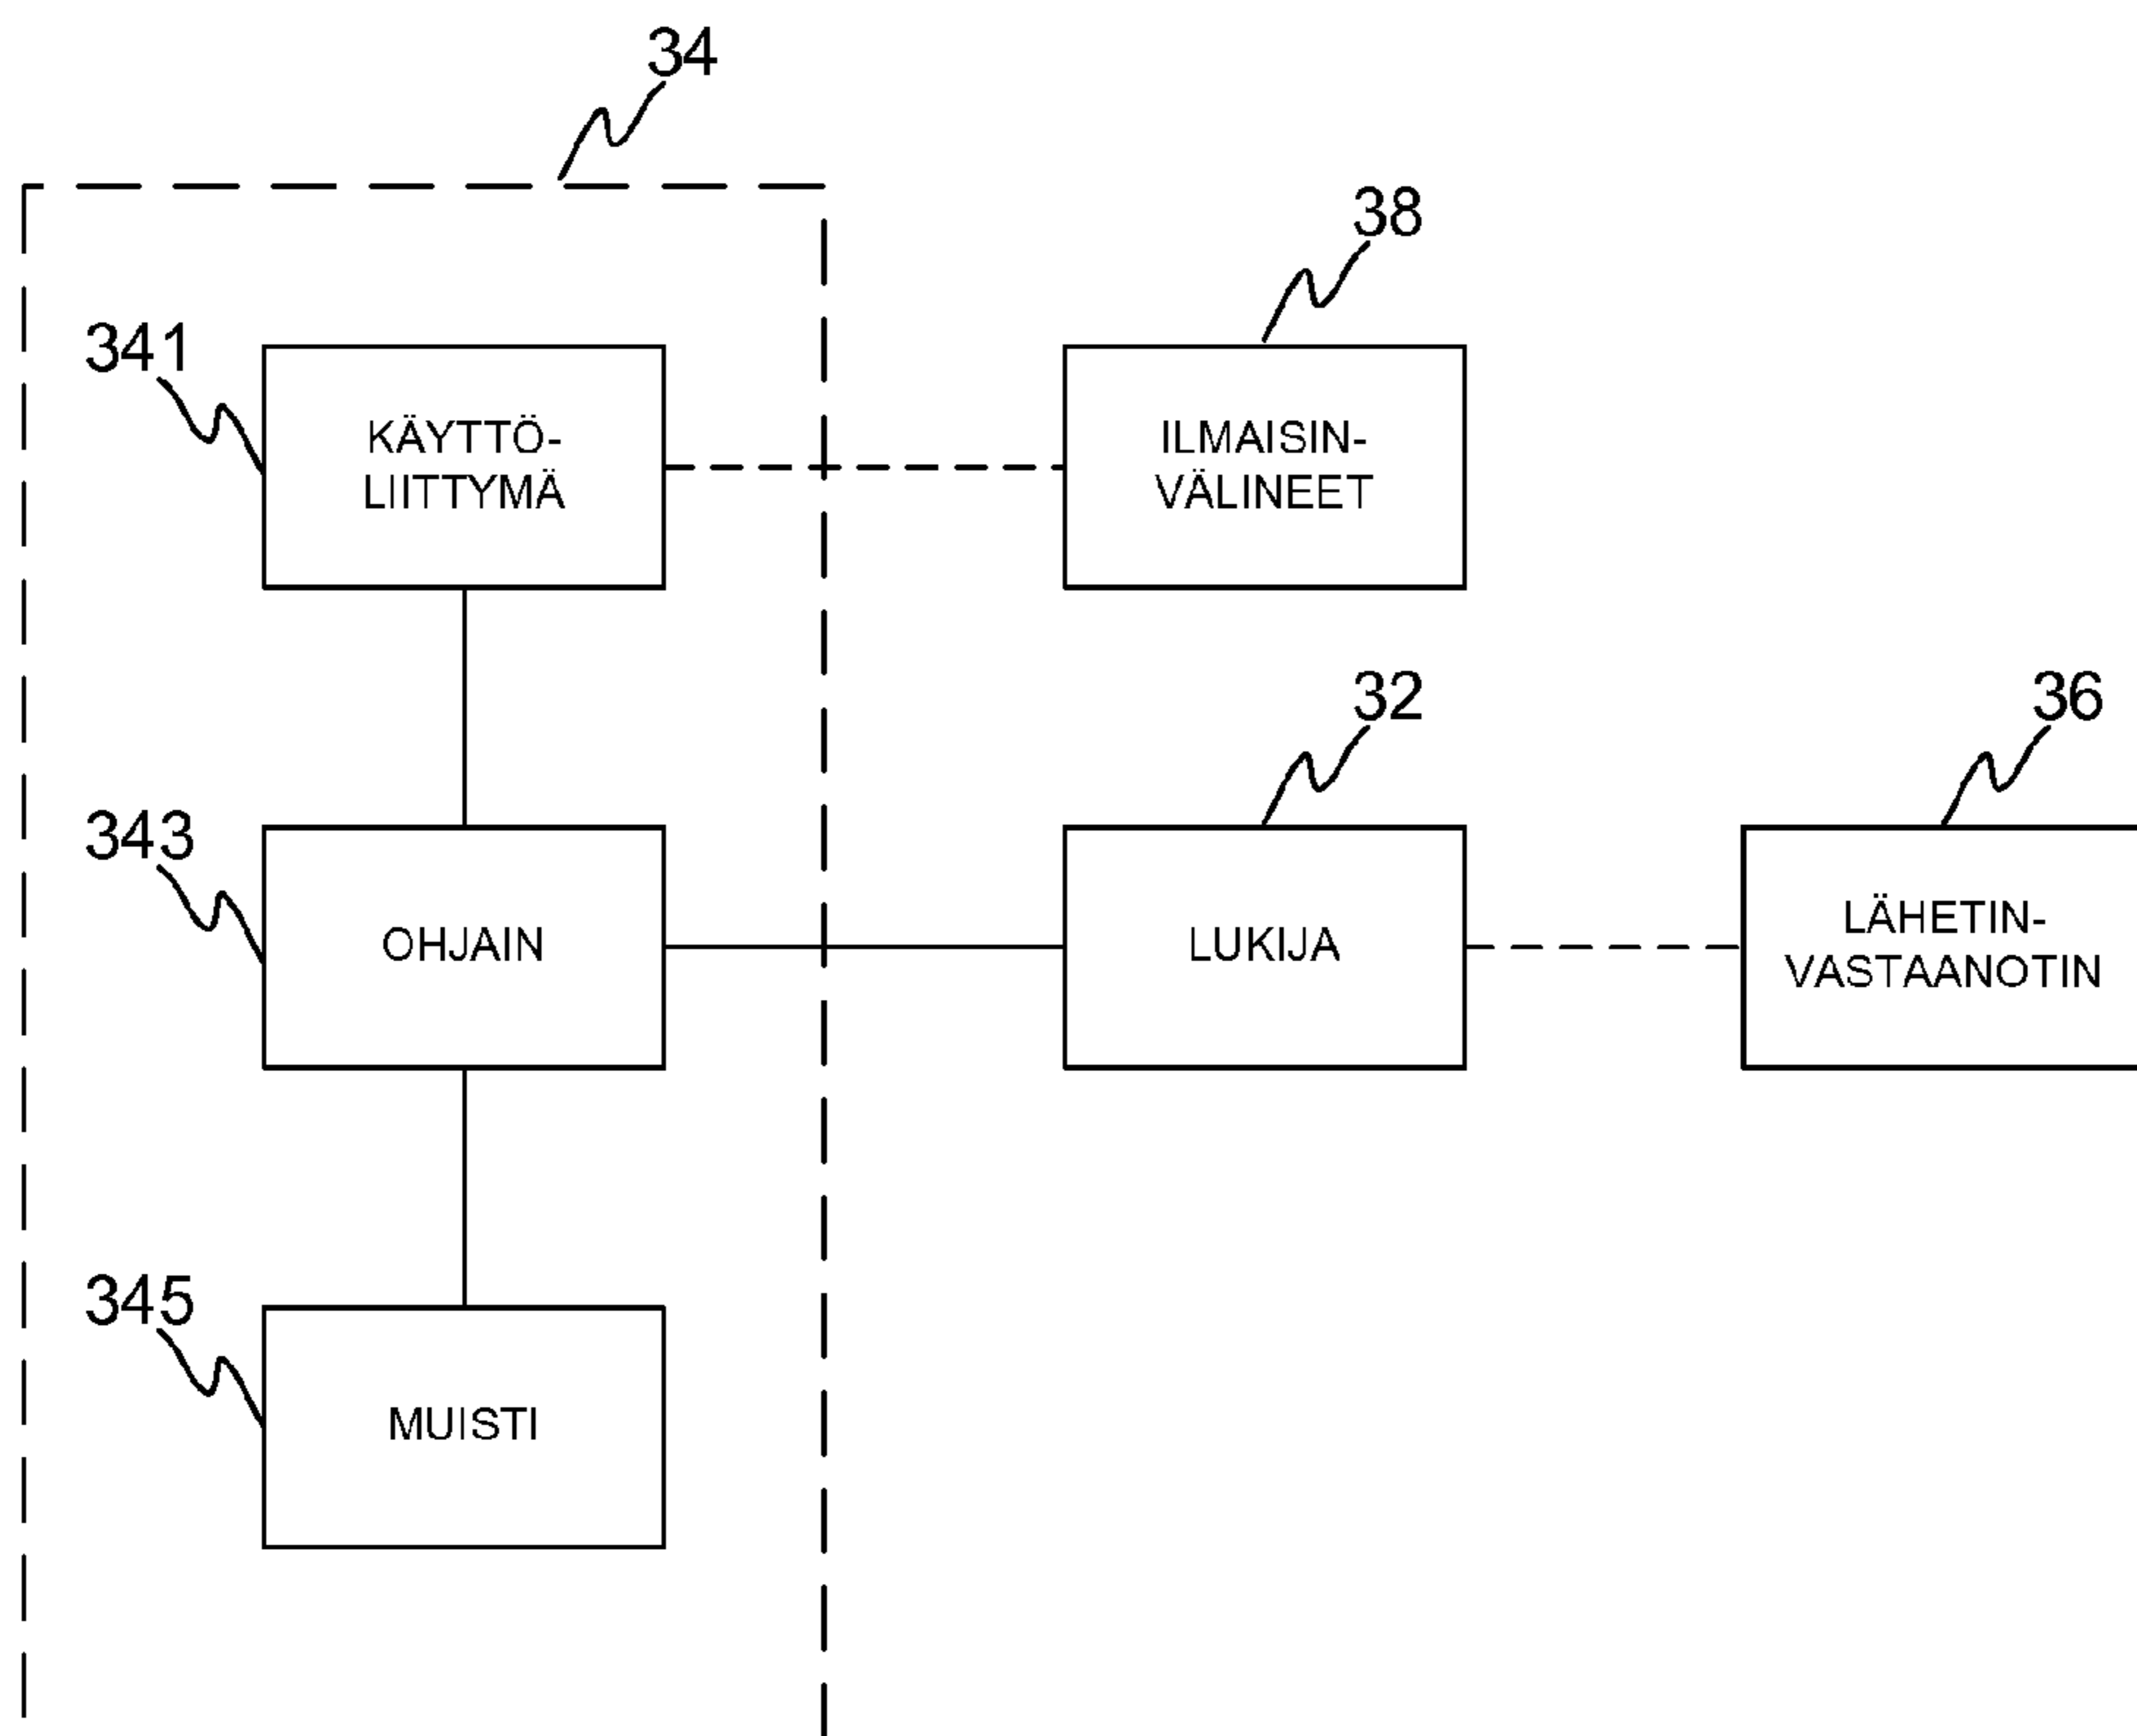 34
38
341
KÄYTTÖ-
LIITTYMÄ
ILMAISIN-
VÄLINEET
32
36
343
OHJAIN
LUKIJA
LÄHETIN-
VASTAANOTIN
345
MUISTI